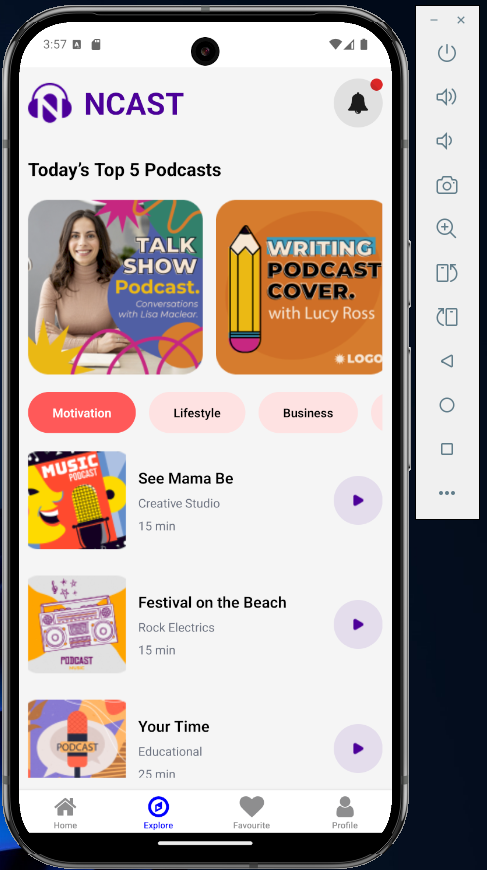 3:57 A
NCAST
Today's Top 5 Podcasts
TALK
SHOW
Podcast.
Conversations
with Lisa Maclear.
WRITING
PODCAST
COVER.
with Lucy Ross
LOGO
Motivation
Lifestyle
Business
MUSIC
PODCAST
See Mama Be
Creative Studio
15 min
PODCAST
Festival on the Beach
Rock Electrics
15 min
PODCAST
Your Time
Educational
25 min
Home
Explore
Favourite
Profile